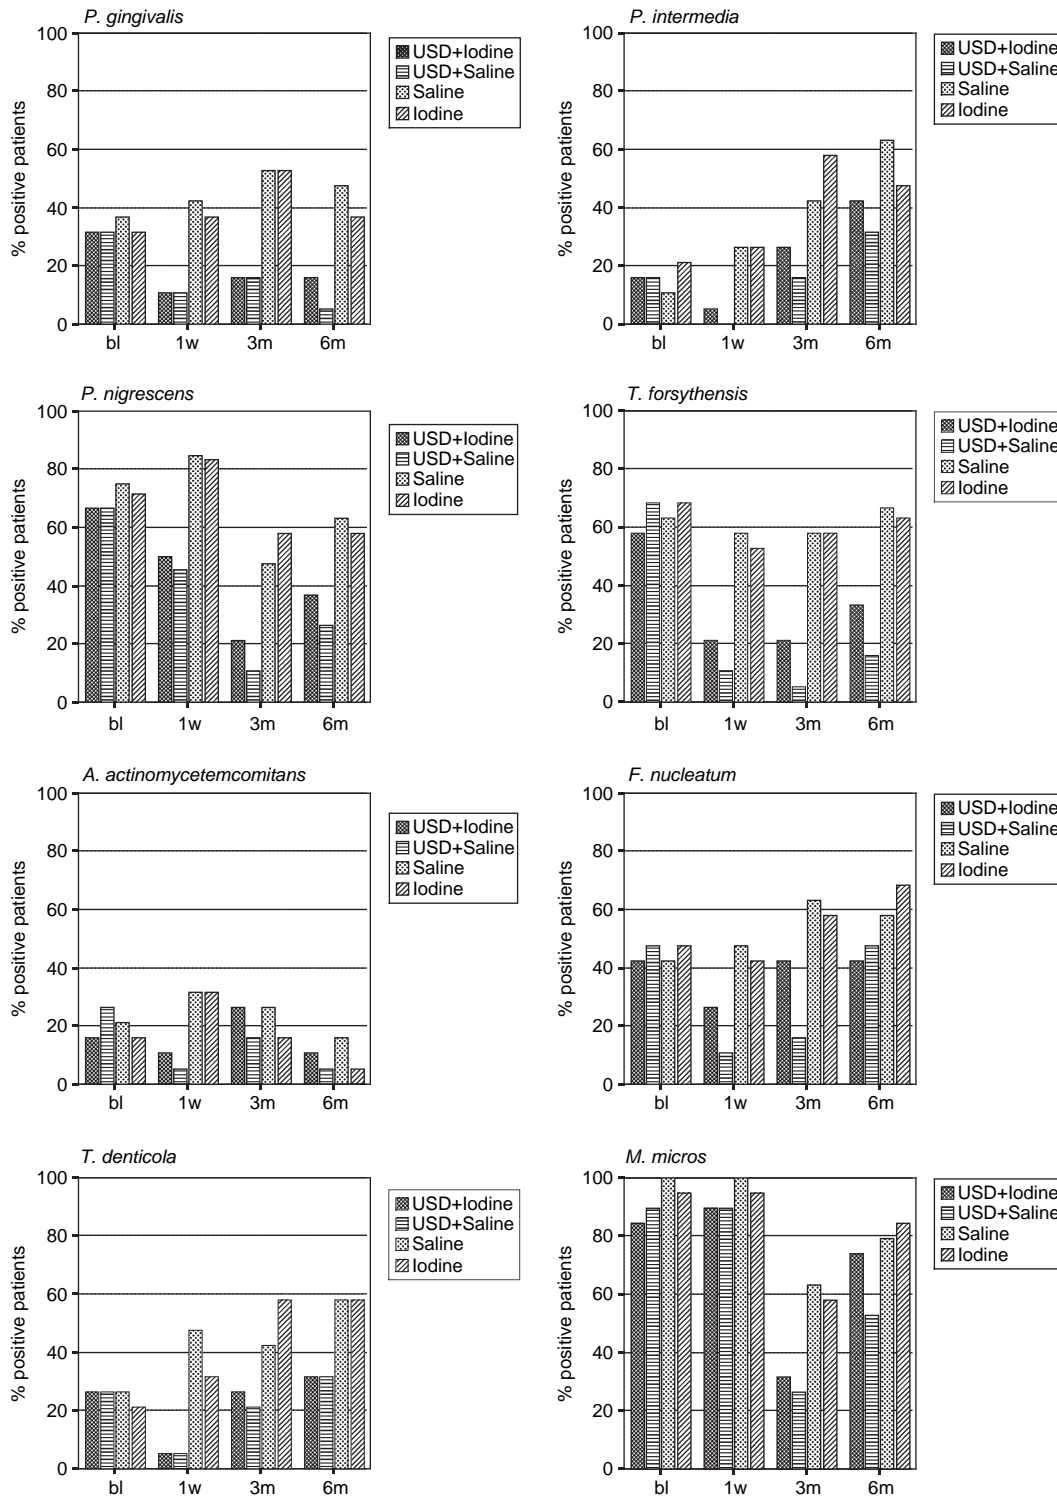 P. gingivalis
% positive patients
100
80
60
40
20
0
bl 1w 3m 6m
USD+Iodine
USD+Saline
Saline
Iodine
P. intermedia
% positive patients
100
80
60
40
20
0
bl 1w 3m 6m
USD+Iodine
USD+Saline
Saline
Iodine
P. nigrescens
% positive patients
100
80
60
40
20
0
bl 1w 3m 6m
USD+Iodine
USD+Saline
Saline
Iodine
T. forsythensis
% positive patients
100
80
60
40
20
0
bl 1w 3m 6m
USD+Iodine
USD+Saline
Saline
Iodine
A. actinomycetemcomitans
% positive patients
100
80
60
40
20
0
bl 1w 3m 6m
USD+Iodine
USD+Saline
Saline
Iodine
F. nucleatum
% positive patients
100
80
60
40
20
0
bl 1w 3m 6m
USD+Iodine
USD+Saline
Saline
Iodine
T. denticola
% positive patients
100
80
60
40
20
0
bl 1w 3m 6m
USD+Iodine
USD+Saline
Saline
Iodine
M. micros
% positive patients
100
80
60
40
20
0
bl 1w 3m 6m
USD+Iodine
USD+Saline
Saline
Iodine